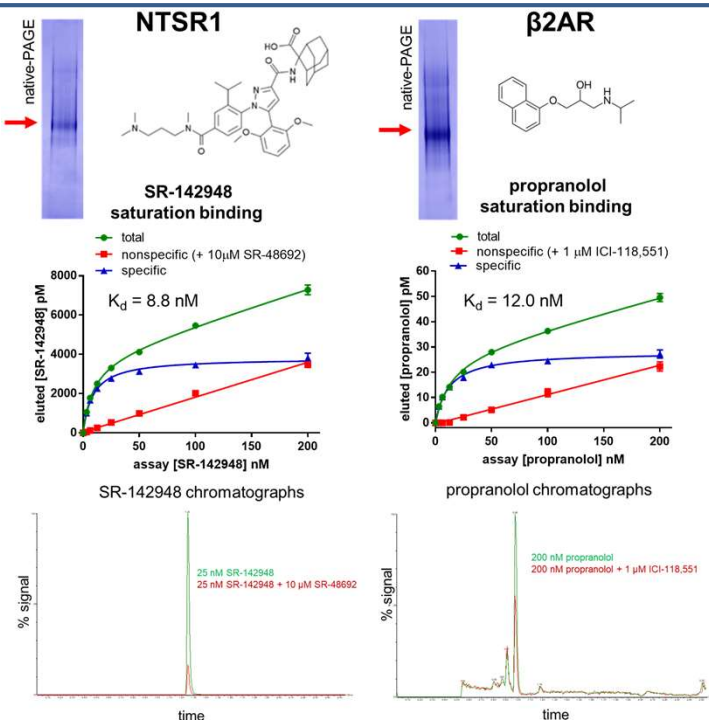 NTSR1
native-PAGE
HO
O
O
HN
N
N
N
N
O
O
O
SR-142948
saturation binding
total
nonspecific (+ 10µM SR-48692)
specific
8000
6000
4000
2000
0
eluted [SR-142948] pM
Kd = 8.8 nM
0 50 100 150 200
assay [SR-142948] nM
SR-142948 chromatographs
% signal
25 nM SR-142948
25 nM SR-142948 + 10 µM SR-48692
time
β2AR
native-PAGE
OH
H
O
N
propranolol
saturation binding
total
nonspecific (+ 1 µM ICI-118,551)
specific
60
50
40
30
20
10
0
eluted [propranolol] pM
Kd = 12.0 nM
0 50 100 150 200
assay [propranolol] nM
propranolol chromatographs
% signal
200 nM propranolol
200 nM propranolol + 1 µM ICI-118,551
time